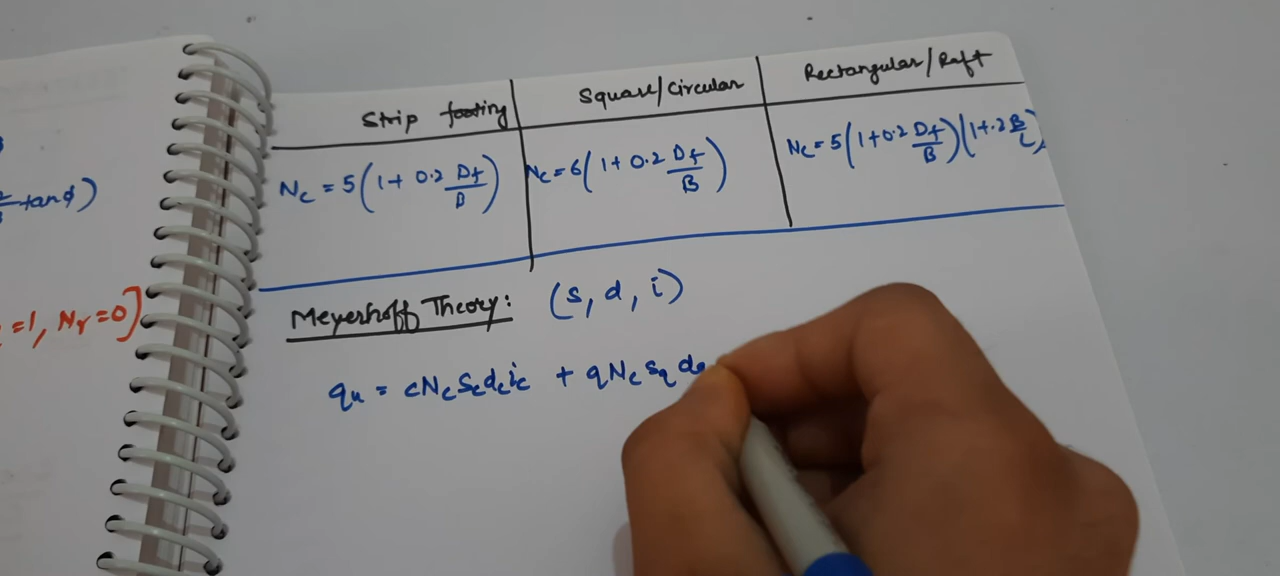 Strip footing
Square/Circular
Rectangular/Raft
Nc = 5(1 + 0.2 Df/B)
Nc = 6(1 + 0.2 Df/B)
Nc = 5(1+0.2 Df/B)(1+.2 B/L)
tanϕ)
=1, Nγ=0]
Meyerhoff Theory: (s, d, i)
qu = cNcScdcic + qNcSqdq